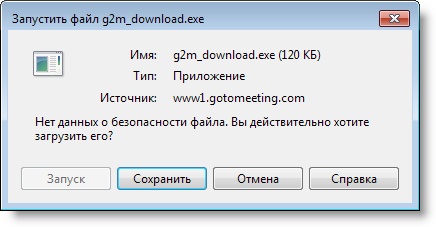 Запустить файл g2m_download.exe
Имя: g2m_download.exe (120 КБ)
Тип: Приложение
Источник: www1.gotomeeting.com
Нет данных о безопасности файла. Вы действительно хотите
загрузить его?
Запуск Сохранить Отмена Справка